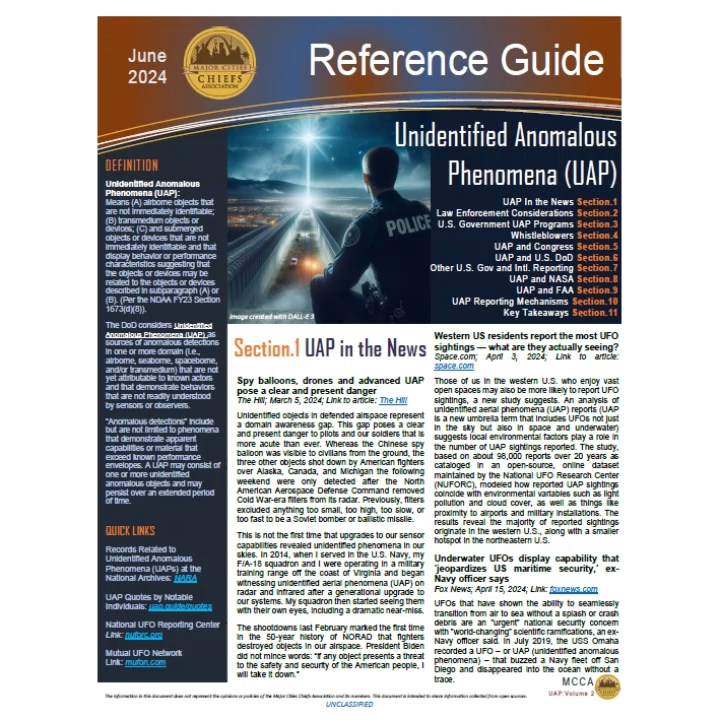 June
2024
MAJOR CITIES
CHIEFS
ASSOCIATION
Reference Guide
Unidentified Anomalous
Phenomena (UAP)
UAP In the News Section.1
Law Enforcement Considerations Section.2
U.S. Government UAP Programs Section.3
Whistleblowers Section.4
UAP and Congress Section.5
UAP and U.S. DoD Section.6
Other U.S. Gov and Intl. Reporting Section.7
UAP and NASA Section.8
UAP and FAA Section.9
UAP Reporting Mechanisms Section.10
Key Takeaways Section.11
POLICE
Image created with DALL-E 3
DEFINITION
Unidentified Anomalous
Phenomena (UAP):
Means (A) airborne objects that
are not immediately identifiable;
(B) transmedium objects or
devices; (C) and submerged
objects or devices that are not
immediately identifiable and that
display behavior or performance
characteristics suggesting that
the objects or devices may be
related to the objects or devices
described in subparagraph (A) or
(B). (Per the NDAA FY23 Section
1673(d)(8)).
The DoD considers Unidentified
Anomalous Phenomena (UAP) as
sources of anomalous detections
in one or more domain (i.e.,
airborne, seaborne, spaceborne,
and/or transmedium) that are not
yet attributable to known actors
and that demonstrate behaviors
that are not readily understood
by sensors or observers.
"Anomalous detections" include
but are not limited to phenomena
that demonstrate apparent
capabilities or material that
exceed known performance
envelopes. A UAP may consist of
one or more unidentified
anomalous objects and may
persist over an extended period
of time.
QUICK LINKS
Records Related to
Unidentified Anomalous
Phenomena (UAPs) at the
National Archives: NARA
UAP Quotes by Notable
Individuals: uap.guide/quotes
National UFO Reporting Center
Link: nuforc.org
Mutual UFO Network
Link: mufon.com
Section.1 UAP in the News
Spy balloons, drones and advanced UAP
pose a clear and present danger
The Hill; March 5, 2024; Link to article: The Hill
Unidentified objects in defended airspace represent
a domain awareness gap. This gap poses a clear
and present danger to pilots and our soldiers that is
more acute than ever. Whereas the Chinese spy
balloon was visible to civilians from the ground, the
three other objects shot down by American fighters
over Alaska, Canada, and Michigan the following
weekend were only detected after the North
American Aerospace Defense Command removed
Cold War-era filters from its radar. Previously, filters
excluded anything too small, too high, too slow, or
too fast to be a Soviet bomber or ballistic missile.
This is not the first time that upgrades to our sensor
capabilities revealed unidentified phenomena in our
skies. In 2014, when I served in the U.S. Navy, my
F/A-18 squadron and I were operating in a military
training range off the coast of Virginia and began
witnessing unidentified aerial phenomena (UAP) on
radar and infrared after a generational upgrade to
our systems. My squadron then started seeing them
with their own eyes, including a dramatic near-miss.
The shootdowns last February marked the first time
in the 50-year history of NORAD that fighters
destroyed objects in our airspace. President Biden
did not mince words: "If any object presents a threat
to the safety and security of the American people, I
will take it down."
Western US residents report the most UFO
sightings — what are they actually seeing?
Space.com; April 3, 2024; Link to article:
space.com
Those of us in the western U.S. who enjoy vast
open spaces may also be more likely to report UFO
sightings, a new study suggests. An analysis of
unidentified aerial phenomena (UAP) reports (UAP
is a new umbrella term that includes UFOs not just
in the sky but also in space and underwater)
suggests local environmental factors play a role in
the number of UAP sightings reported. The study,
based on about 98,000 reports over 20 years as
cataloged in an open-source, online dataset
maintained by the National UFO Research Center
(NUFORC), modeled how reported UAP sightings
coincide with environmental variables such as light
pollution and cloud cover, as well as things like
proximity to airports and military installations. The
results reveal the majority of reported sightings
originate in the western U.S., along with a smaller
hotspot in the northeastern U.S.
Underwater UFOs display capability that
'jeopardizes US maritime security,' ex-
Navy officer says
Fox News; April 15, 2024; Link: foxnews.com
UFOs that have shown the ability to seamlessly
transition from air to sea without a splash or crash
debris are an "urgent" national security concern
with "world-changing" scientific ramifications, an ex-
Navy officer said. In July 2019, the USS Omaha
recorded a UFO – or UAP (unidentified anomalous
phenomena) – that buzzed a Navy fleet off San
Diego and disappeared into the ocean without a
trace.
MCCA
UAP:Volume 2
The information in this document does not represent the opinions or policies of the Major Cities Chiefs Association and its members. This document is intended to share information collected from open sources.
UNCLASSIFIED